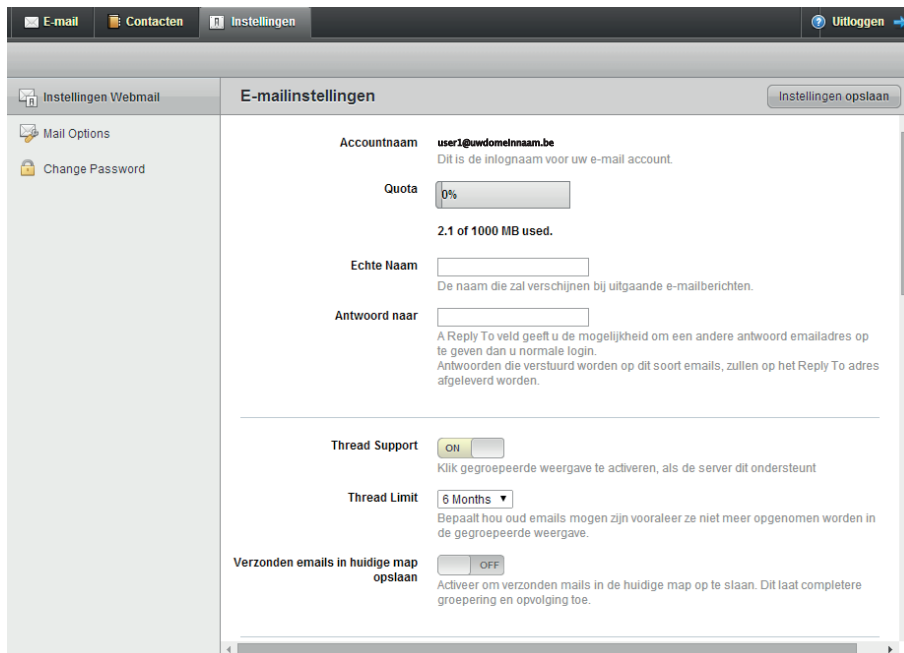 E-mail
Contacten
Instellingen
Uitloggen
Instellingen Webmail
Mail Options
Change Password
E-mailinstellingen
Instellingen opslaan
Accountnaam
user1@uwdomeinnaam.be
Dit is de inlognaam voor uw e-mail account.
Quota
0%
2.1 of 1000 MB used.
Echte Naam
De naam die zal verschijnen bij uitgaande e-mailberichten.
Antwoord naar
A Reply To veld geeft u de mogelijkheid om een andere antwoord emailadres op
te geven dan u normale login.
Antwoorden die verstuurd worden op dit soort emails, zullen op het Reply To adres
afgeleverd worden.
Thread Support
ON
Klik gegroepeerde weergave te activeren, als de server dit ondersteunt
Thread Limit
6 Months
Bepaalt hou oud emails mogen zijn vooraleer ze niet meer opgenomen worden in
de gegroepeerde weergave.
Verzonden emails in huidige map
opslaan
OFF
Activeer om verzonden mails in de huidige map op te slaan. Dit laat completere
groepering en opvolging toe.